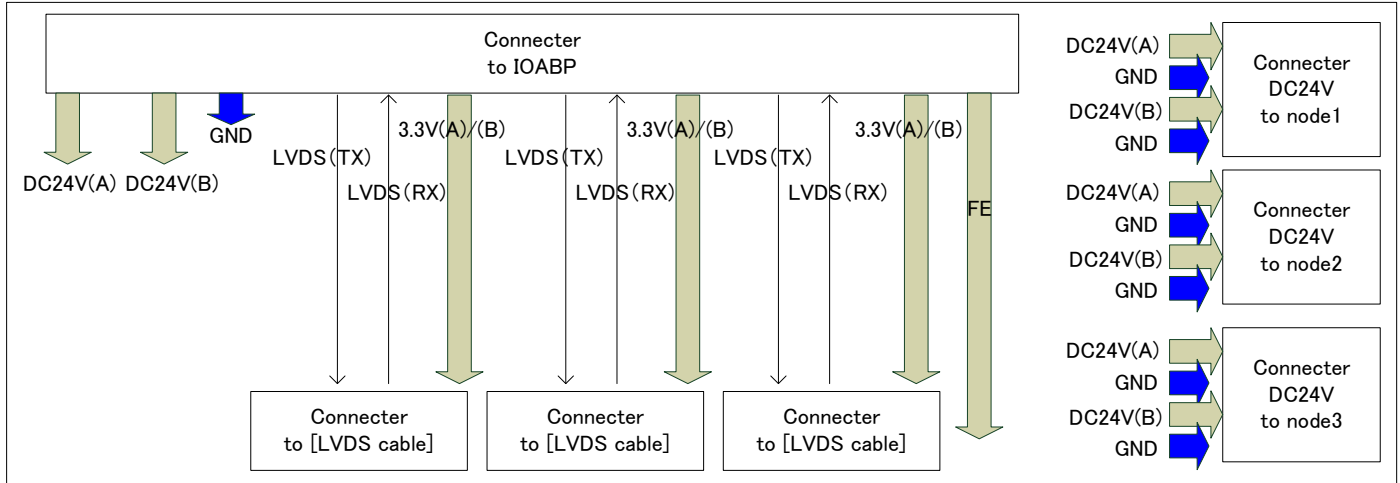 Connecter
to IOABP
DC24V(A)
DC24V(B)
GND
LVDS(TX)
LVDS(RX)
3.3V(A)/(B)
LVDS(TX)
LVDS(RX)
3.3V(A)/(B)
LVDS(TX)
LVDS(RX)
3.3V(A)/(B)
FE
Connecter
to [LVDS cable]
Connecter
to [LVDS cable]
Connecter
to [LVDS cable]
DC24V(A)
GND
DC24V(B)
GND
Connecter
DC24V
to node1
DC24V(A)
GND
DC24V(B)
GND
Connecter
DC24V
to node2
DC24V(A)
GND
DC24V(B)
GND
Connecter
DC24V
to node3